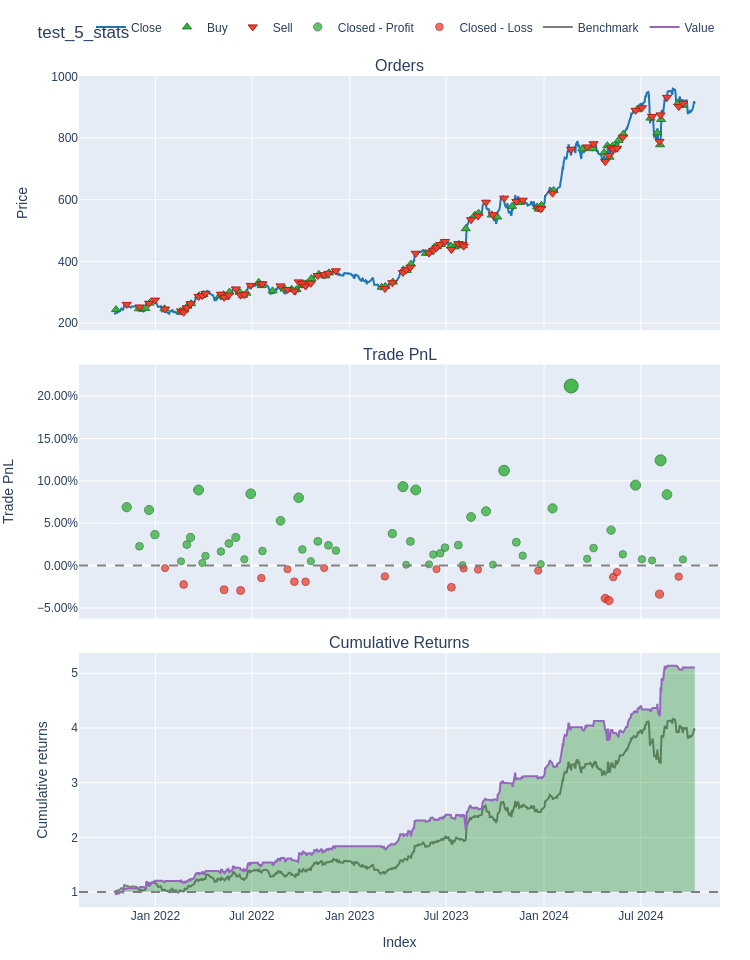 test_5_stats
Close Buy Sell Closed - Profit Closed - Loss Benchmark Value
Orders
1000
800
600
400
200
Price
Trade PnL
20.00%
15.00%
10.00%
5.00%
0.00%
−5.00%
Trade PnL
Cumulative Returns
5
4
3
2
1
Cumulative returns
Jan 2022 Jul 2022 Jan 2023 Jul 2023 Jan 2024 Jul 2024
Index